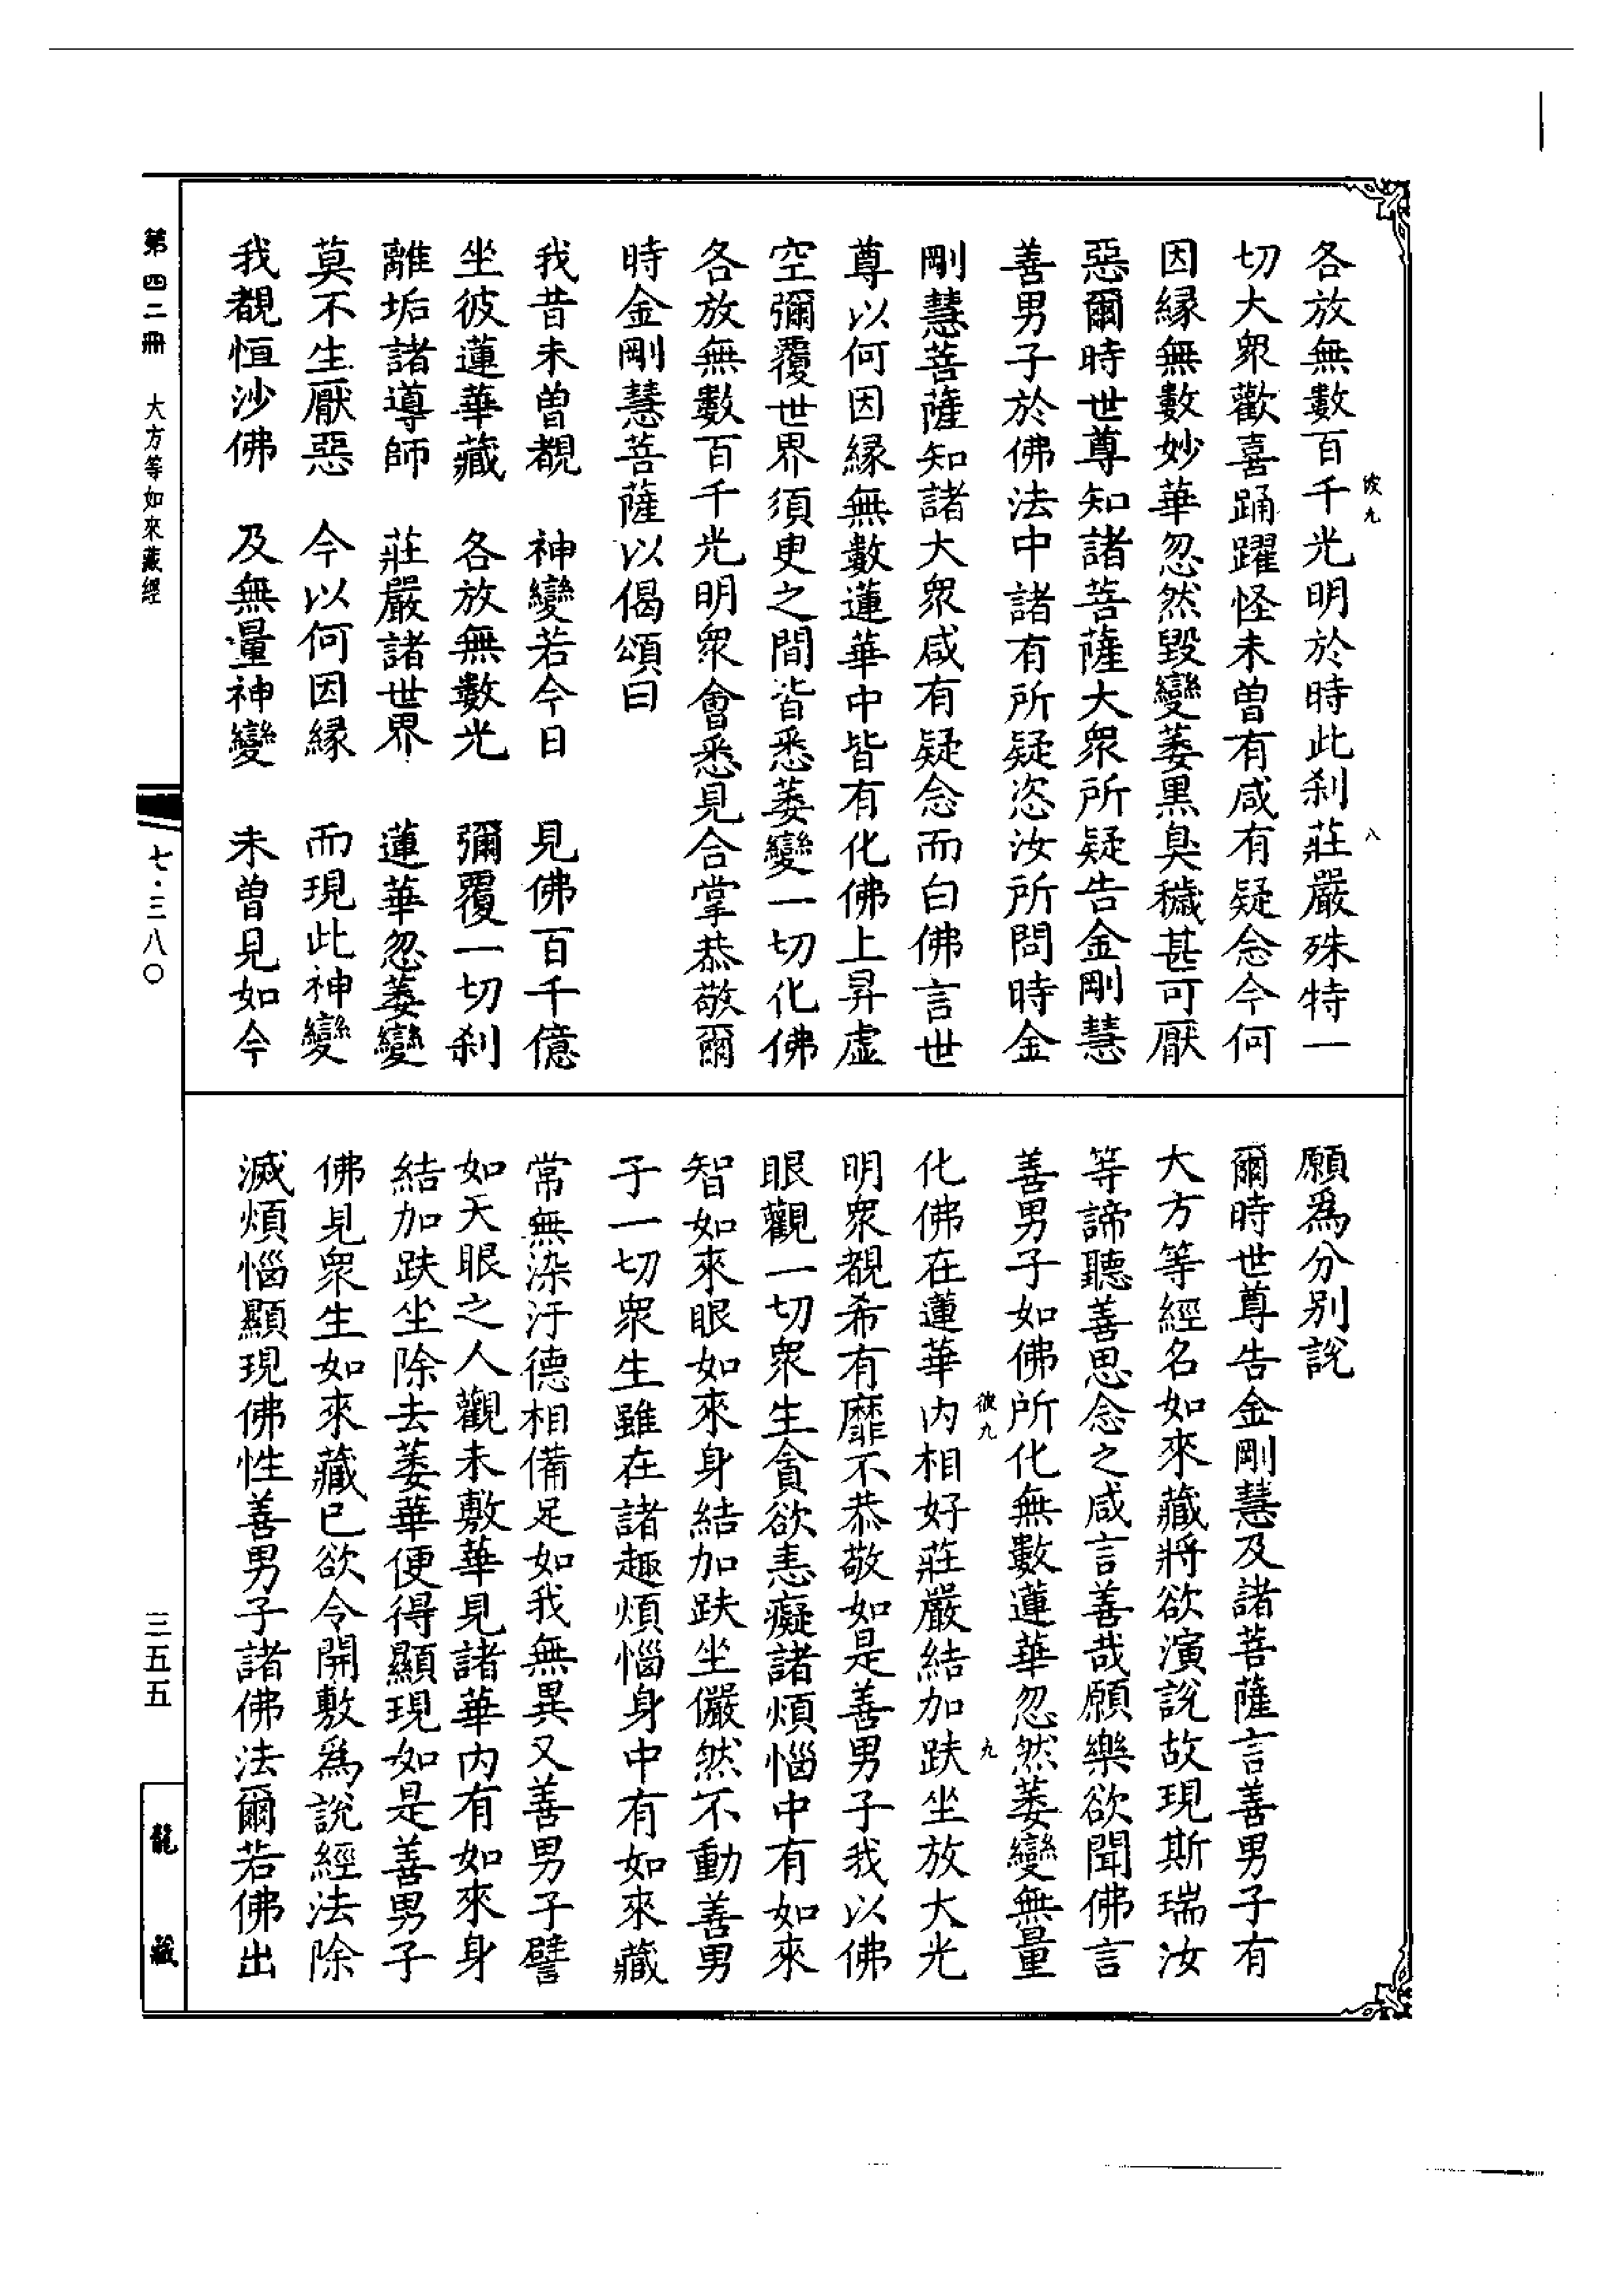 各放無數百千光明於時此刹莊嚴殊特一
切大衆歡喜踊躍怪未曾有咸有疑念今何
因緣無數妙華忽然毀變萎黑臭穢甚可厭
惡爾時世尊知諸菩薩大衆所疑告金剛慧
善男子於佛法中諸有所疑恣汝所問時金
剛慧菩薩知諸大衆咸有疑念而白佛言世
尊以何因緣無數蓮華中皆有化佛上昇虛
空彌覆世界須臾之間皆悉萎變一切化佛
各放無數百千光明衆會悉見合掌恭敬爾
時金剛慧菩薩以偈頌曰
我昔未曾覩　神變若今日　見佛百千億
坐彼蓮華藏　各放無數光　彌覆一切刹
離垢諸導師　莊嚴諸世界　蓮華忽萎變
莫不生厭惡　今以何因緣　而現此神變
我覩恒沙佛　及無量神變　未曾見如今
彼九
八
願爲分別說
爾時世尊告金剛慧及諸菩薩言善男子有
大方等經名如來藏將欲演說故現斯瑞汝
等諦聽善思念之咸言善哉願樂欲聞佛言
善男子如佛所化無數蓮華忽然萎變無量
彼九
九
化佛在蓮華内相好莊嚴結加趺坐放大光
明衆覩希有靡不恭敬如是善男子我以佛
眼觀一切衆生貪欲恚癡諸煩惱中有如來
智如來眼如來身結加趺坐儼然不動善男
子一切衆生雖在諸趣煩惱身中有如來藏
常無染汙德相備足如我無異又善男子譬
如天眼之人觀未敷華見諸華内有如來身
結加趺坐除去萎華便得顯現如是善男子
佛見衆生如來藏已欲令開敷爲說經法除
滅煩惱顯現佛性善男子諸佛法爾若佛出
第四二冊　大方等如來藏經
七·三八〇
三五五
龍藏